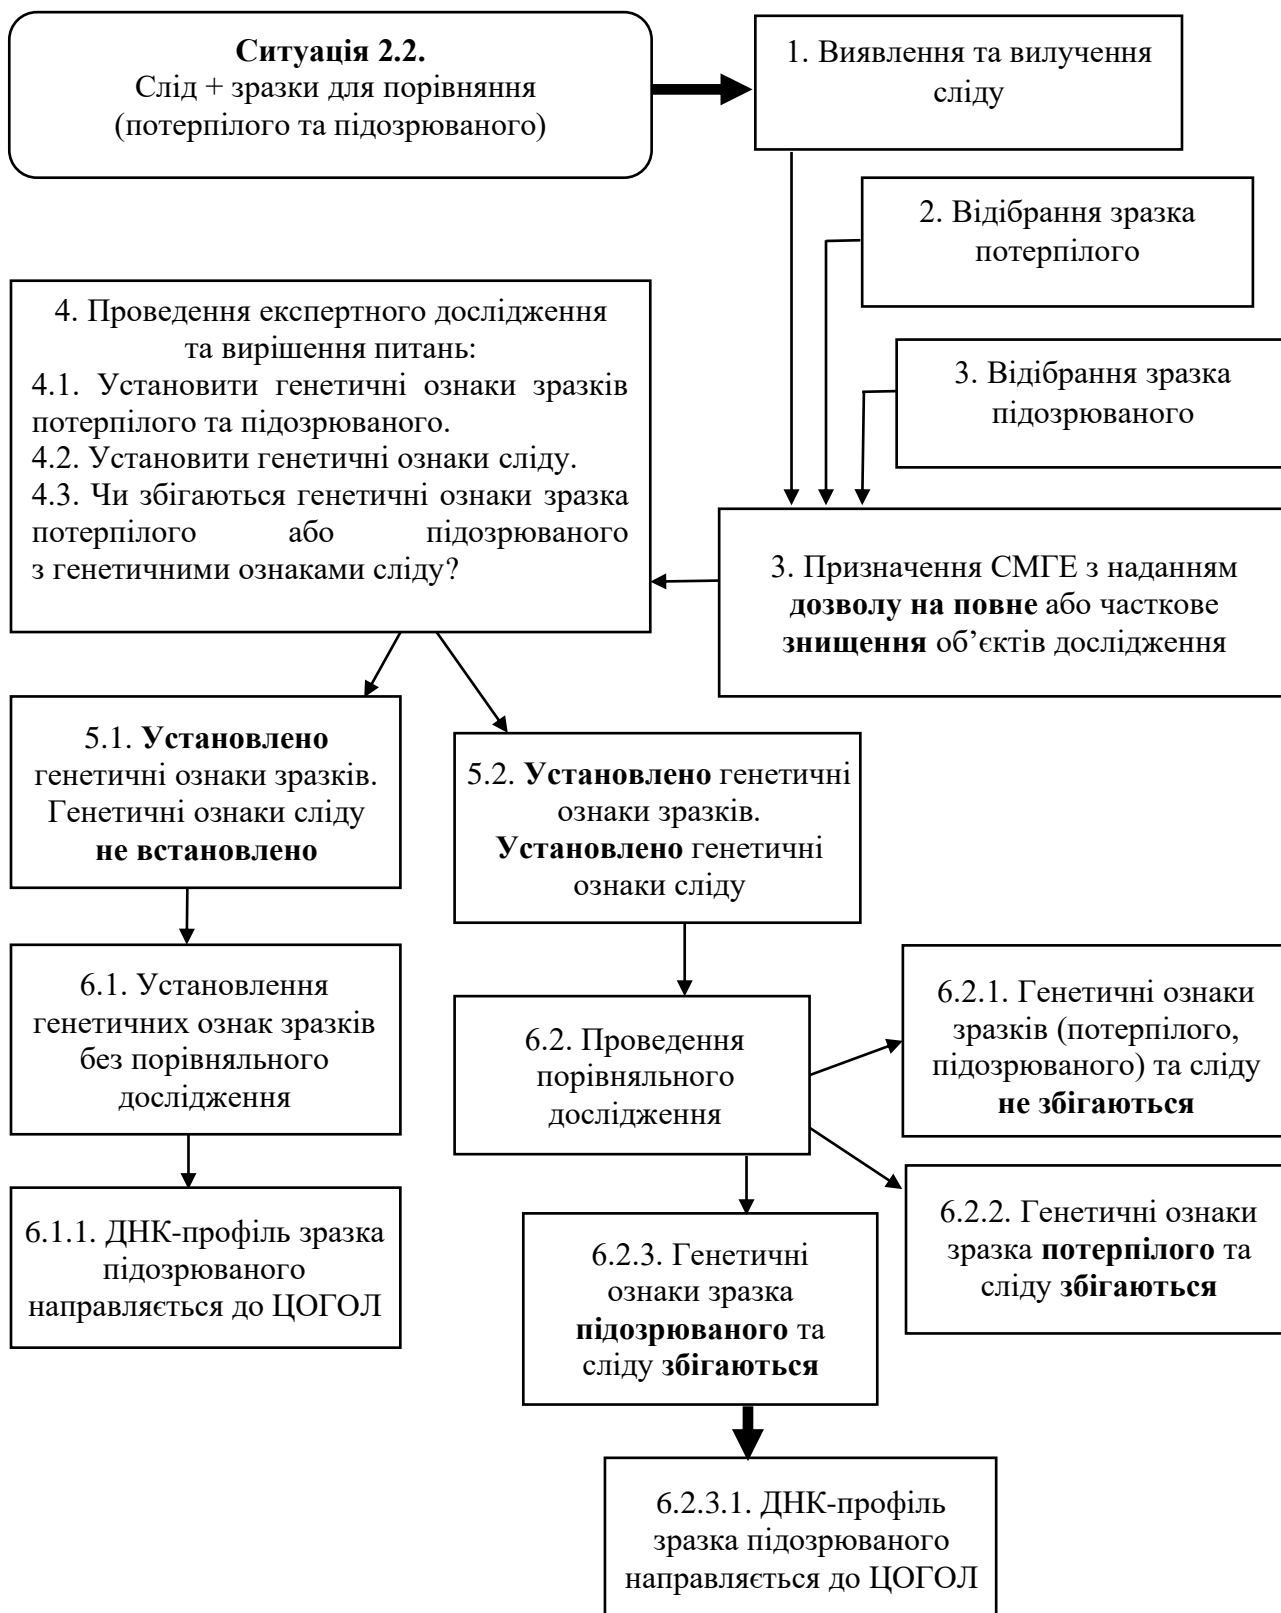 Ситуація 2.2.
Слід + зразки для порівняння
(потерпілого та підозрюваного)
1. Виявлення та вилучення
сліду
2. Відібрання зразка
потерпілого
3. Відібрання зразка
підозрюваного
3. Призначення СМГЕ з наданням
дозволу на повне або часткове
знищення об’єктів дослідження
4. Проведення експертного дослідження
та вирішення питань:
4.1. Установити генетичні ознаки зразків
потерпілого та підозрюваного.
4.2. Установити генетичні ознаки сліду.
4.3. Чи збігаються генетичні ознаки зразка
потерпілого або підозрюваного
з генетичними ознаками сліду?
5.1. Установлено
генетичні ознаки зразків.
Генетичні ознаки сліду
не встановлено
5.2. Установлено генетичні
ознаки зразків.
Установлено генетичні
ознаки сліду
6.1. Установлення
генетичних ознак зразків
без порівняльного
дослідження
6.2. Проведення
порівняльного
дослідження
6.2.1. Генетичні ознаки
зразків (потерпілого,
підозрюваного) та сліду
не збігаються
6.1.1. ДНК-профіль зразка
підозрюваного
направляється до ЦОГОЛ
6.2.3. Генетичні
ознаки зразка
підозрюваного та
сліду збігаються
6.2.2. Генетичні ознаки
зразка потерпілого та
сліду збігаються
6.2.3.1. ДНК-профіль
зразка підозрюваного
направляється до ЦОГОЛ